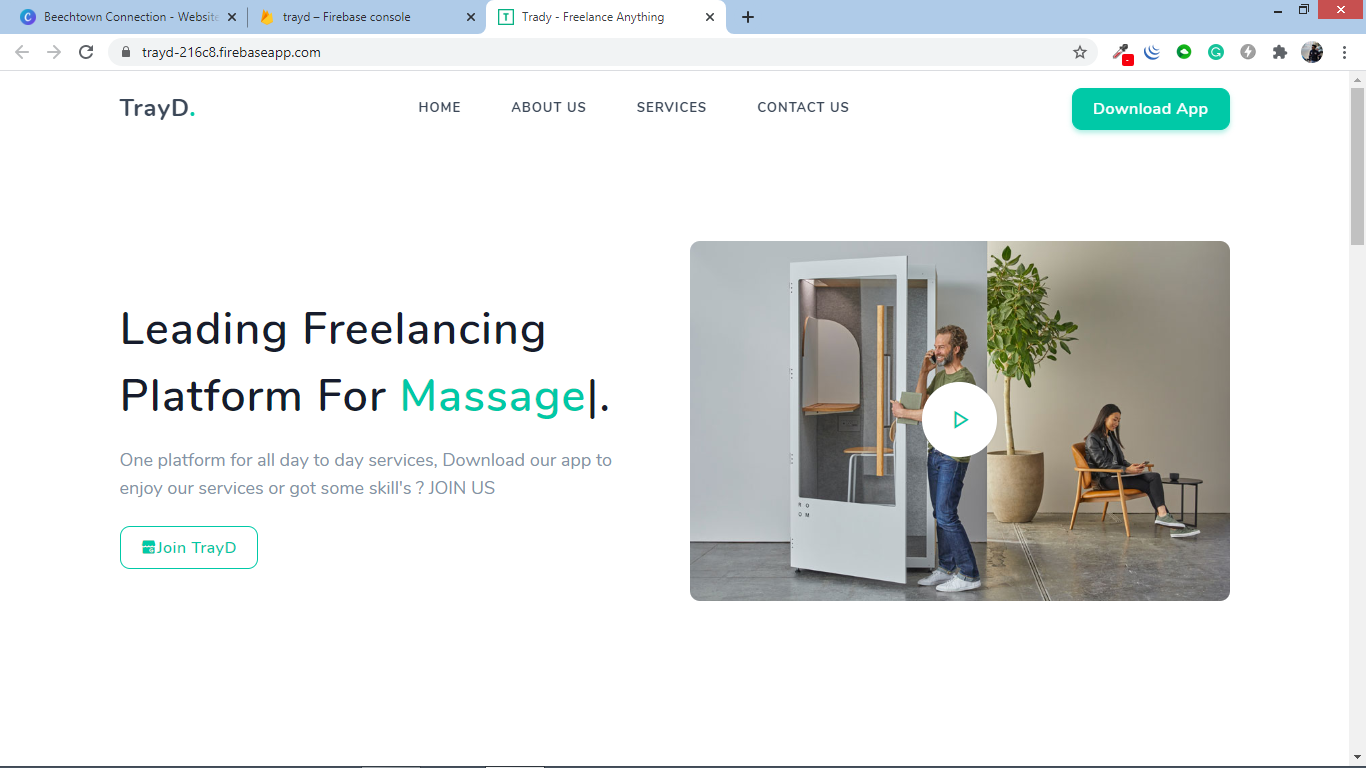 Beechtown Connection - Website
trayd – Firebase console
Trady - Freelance Anything
trayd-216c8.firebaseapp.com
TrayD.
HOME
ABOUT US
SERVICES
CONTACT US
Download App
Leading Freelancing
Platform For Massage|.
One platform for all day to day services, Download our app to
enjoy our services or got some skill's ? JOIN US
Join TrayD
R O
O M